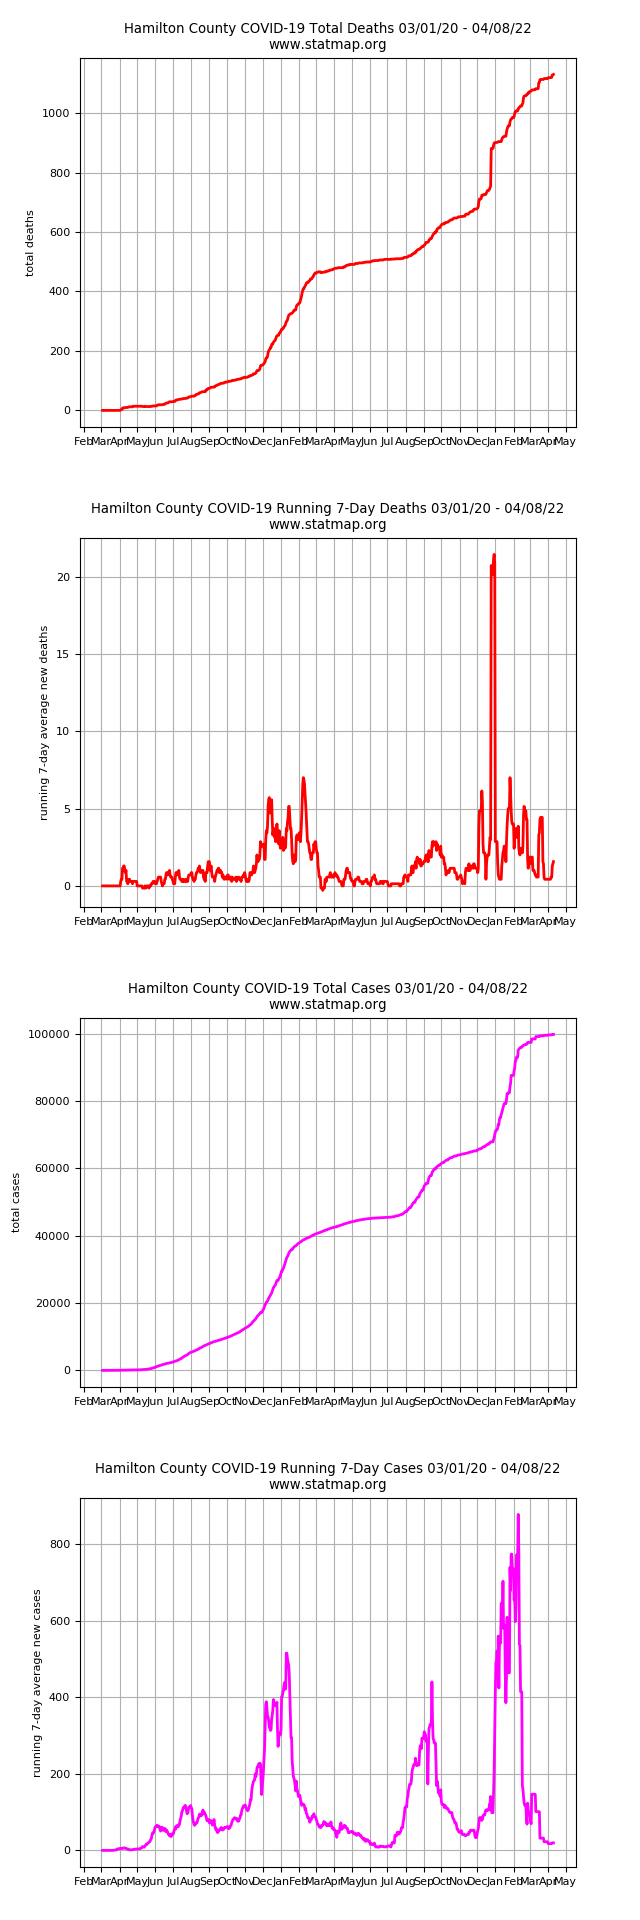 Hamilton County COVID-19 Total Deaths 03/01/20 - 04/08/22
www.statmap.org
1000
800
600
400
200
0
total deaths
Feb Mar Apr May Jun Jul Aug Sep Oct Nov Dec Jan Feb Mar Apr May Jun Jul Aug Sep Oct Nov Dec Jan Feb Mar Apr May
Hamilton County COVID-19 Running 7-Day Deaths 03/01/20 - 04/08/22
www.statmap.org
20
15
10
5
0
running 7-day average new deaths
Feb Mar Apr May Jun Jul Aug Sep Oct Nov Dec Jan Feb Mar Apr May Jun Jul Aug Sep Oct Nov Dec Jan Feb Mar Apr May
Hamilton County COVID-19 Total Cases 03/01/20 - 04/08/22
www.statmap.org
100000
80000
60000
40000
20000
0
total cases
Feb Mar Apr May Jun Jul Aug Sep Oct Nov Dec Jan Feb Mar Apr May Jun Jul Aug Sep Oct Nov Dec Jan Feb Mar Apr May
Hamilton County COVID-19 Running 7-Day Cases 03/01/20 - 04/08/22
www.statmap.org
800
600
400
200
0
running 7-day average new cases
Feb Mar Apr May Jun Jul Aug Sep Oct Nov Dec Jan Feb Mar Apr May Jun Jul Aug Sep Oct Nov Dec Jan Feb Mar Apr May